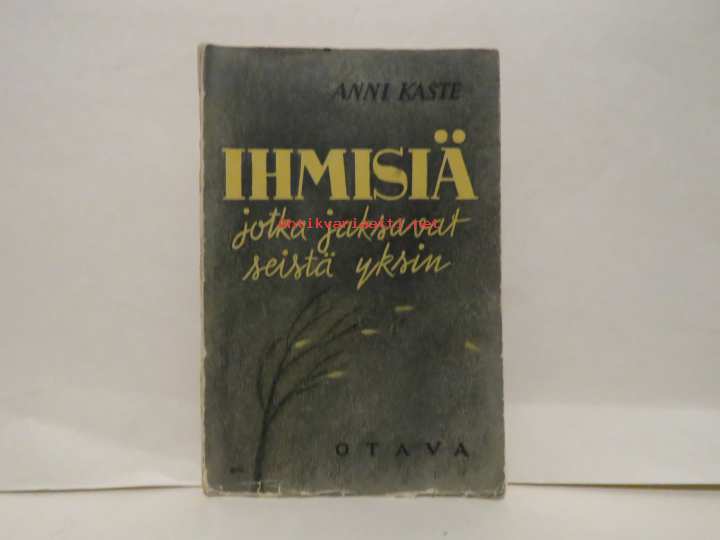 ANNI KASTE
IHMISIÄ
jotka jaksavat
seistä yksin
OTAVA